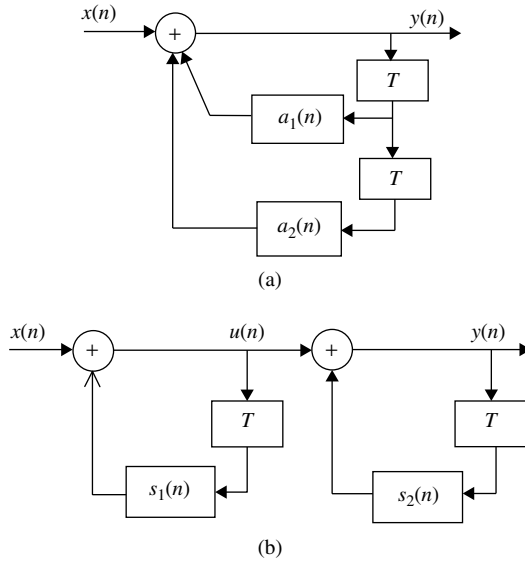 x(n) y(n)
+
T
a₁(n)
T
a₂(n)
(a)
x(n) u(n) y(n)
+ +
T T
s₁(n) s₂(n)
(b)